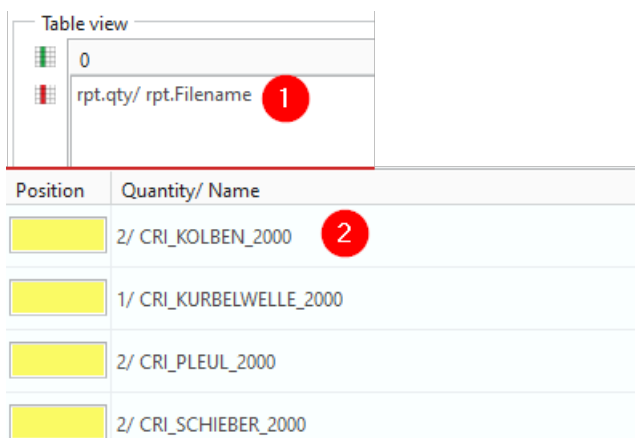 Table view
0
rpt.qty/ rpt.Filename 1
Position Quantity/ Name
2/ CRI_KOLBEN_2000 2
1/ CRI_KURBELWELLE_2000
2/ CRI_PLEUL_2000
2/ CRI_SCHIEBER_2000